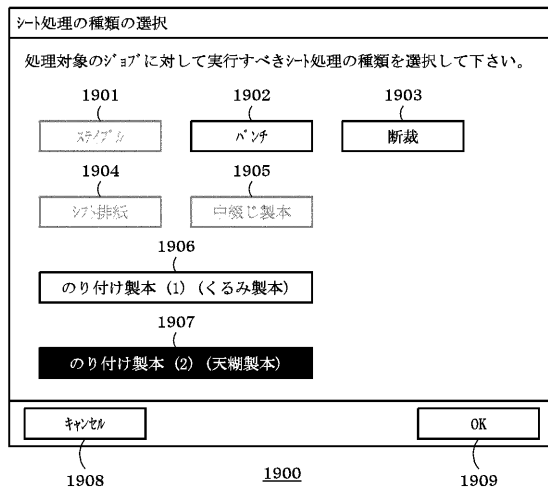 シート処理の種類の選択
処理対象のジョブに対して実行すべきシート処理の種類を選択して下さい。
1901 1902 1903
ステイプル パンチ 断裁
1904 1905
シフト排紙 中綴じ製本
1906
のり付け製本 (1) (くるみ製本)
1907
のり付け製本 (2) (天糊製本)
キャンセル OK
1908 1900 1909